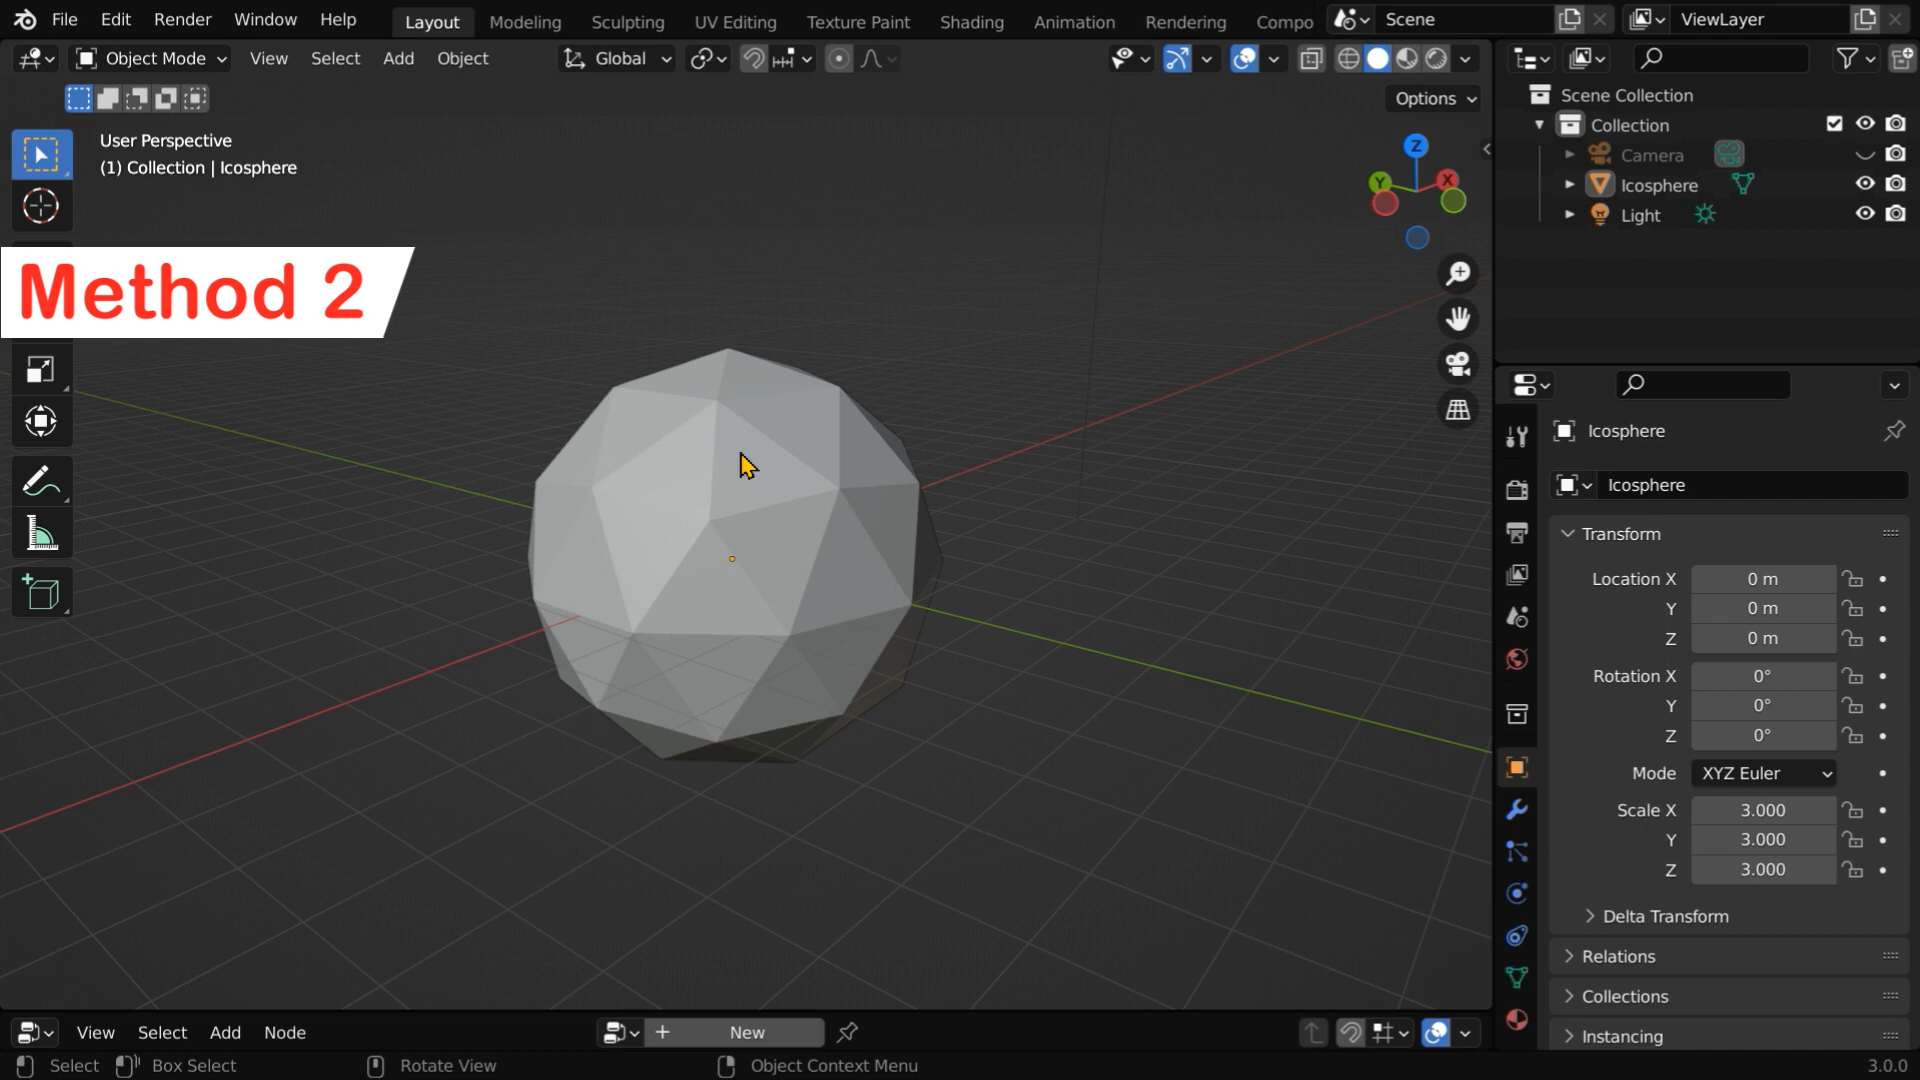 File Edit Render Window Help Layout Modeling Sculpting UV Editing Texture Paint Shading Animation Rendering Compo Scene ViewLayer
Object Mode View Select Add Object Global
Options
User Perspective
(1) Collection | Icosphere
Z
Y X
Method 2
Scene Collection
Collection
Camera
Icosphere
Light
Icosphere
Icosphere
Transform
Location X 0 m
Y 0 m
Z 0 m
Rotation X 0°
Y 0°
Z 0°
Mode XYZ Euler
Scale X 3.000
Y 3.000
Z 3.000
Delta Transform
Relations
Collections
Instancing
View Select Add Node New
Select Box Select Rotate View Object Context Menu 3.0.0